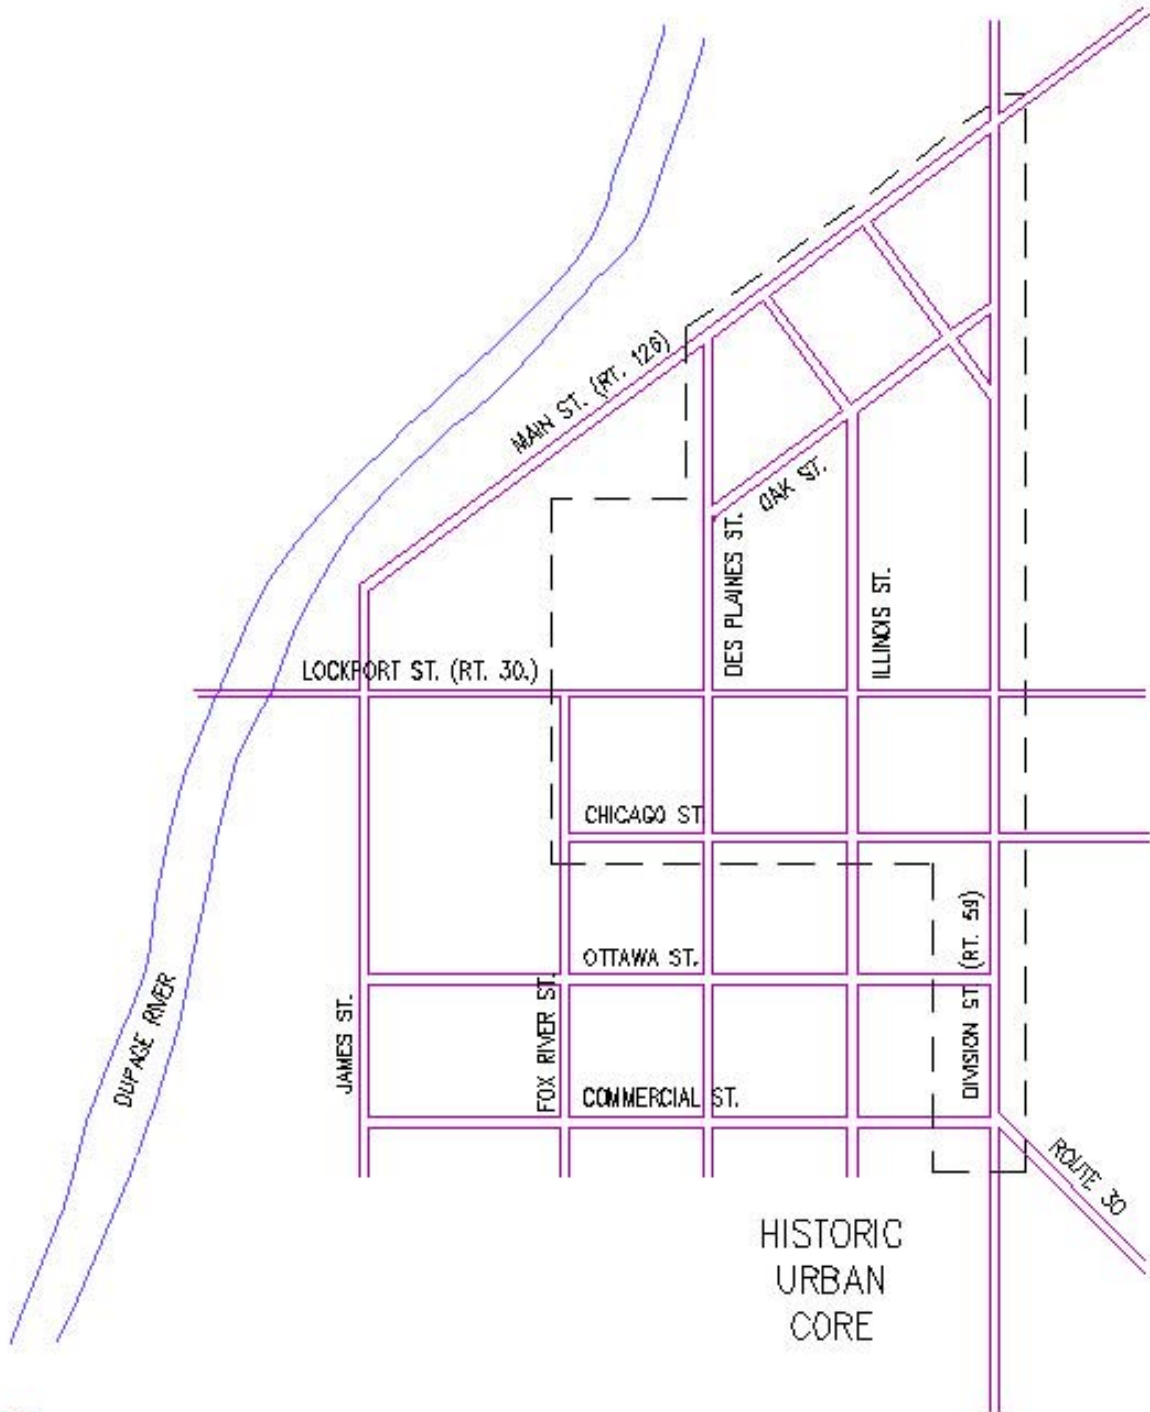 MAIN ST. (RT. 126)
OAK ST.
DES PLAINES ST.
ILLINOIS ST.
LOCKPORT ST. (RT. 30.)
CHICAGO ST.
DIVISION ST. (RT. 59)
OTTAWA ST.
FOX RIVER ST.
JAMES ST.
DUPAGE RIVER
COMMERCIAL ST.
ROUTE 30
HISTORIC
URBAN
CORE